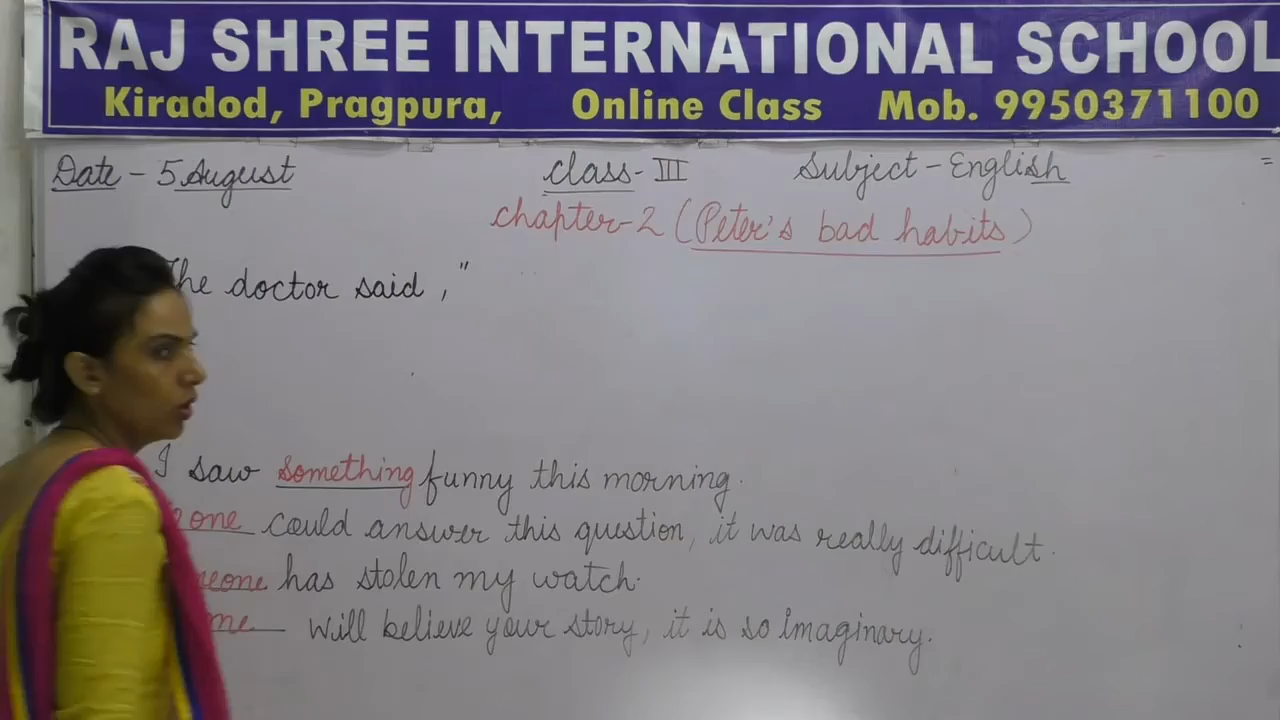 RAJ SHREE INTERNATIONAL SCHOOL
Kiradod, Pragpura, Online Class Mob. 9950371100
Date - 5 August Class - III Subject - English
Chapter-2 (Peter's bad habits)
The doctor said ,"
I saw something funny this morning.
one could answer this question, it was really difficult.
has stolen my watch.
will believe your story, it is so imaginary.